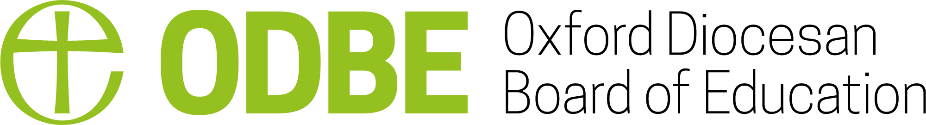 ODBE
Oxford Diocesan
Board of Education